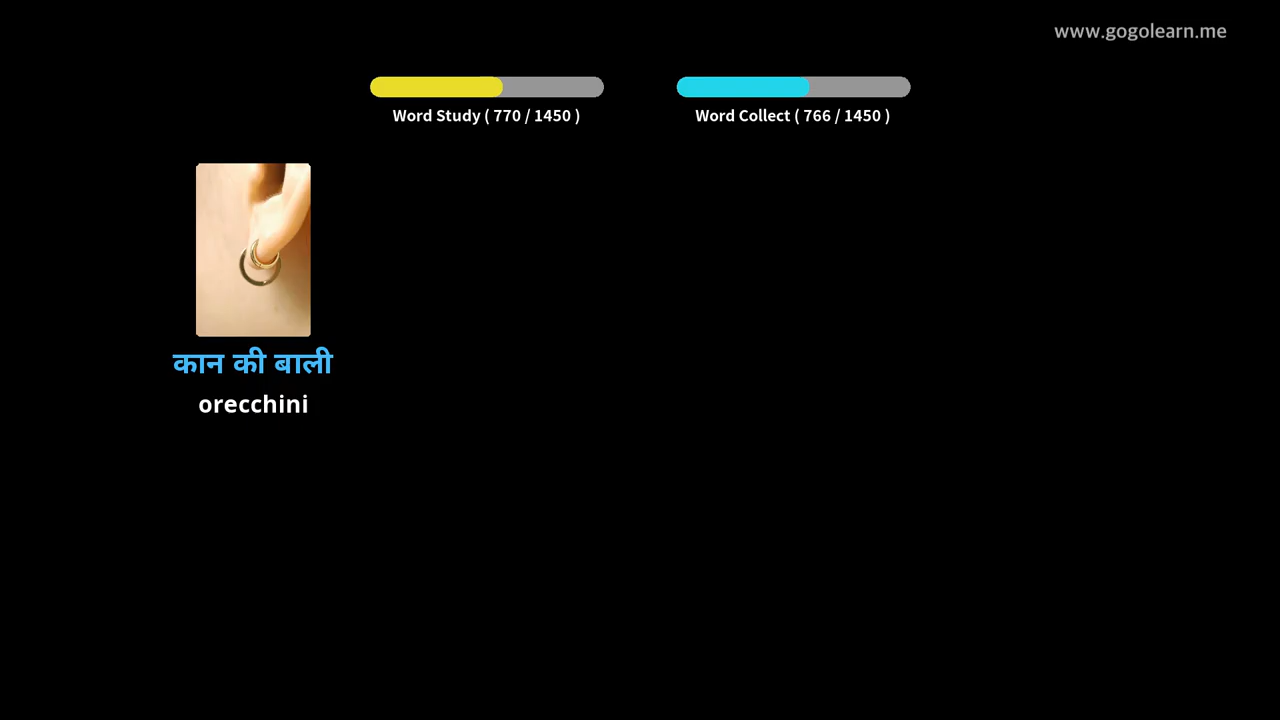 www.gogolearn.me
Word Study ( 770 / 1450 )
Word Collect ( 766 / 1450 )
कान की बाली
orecchini